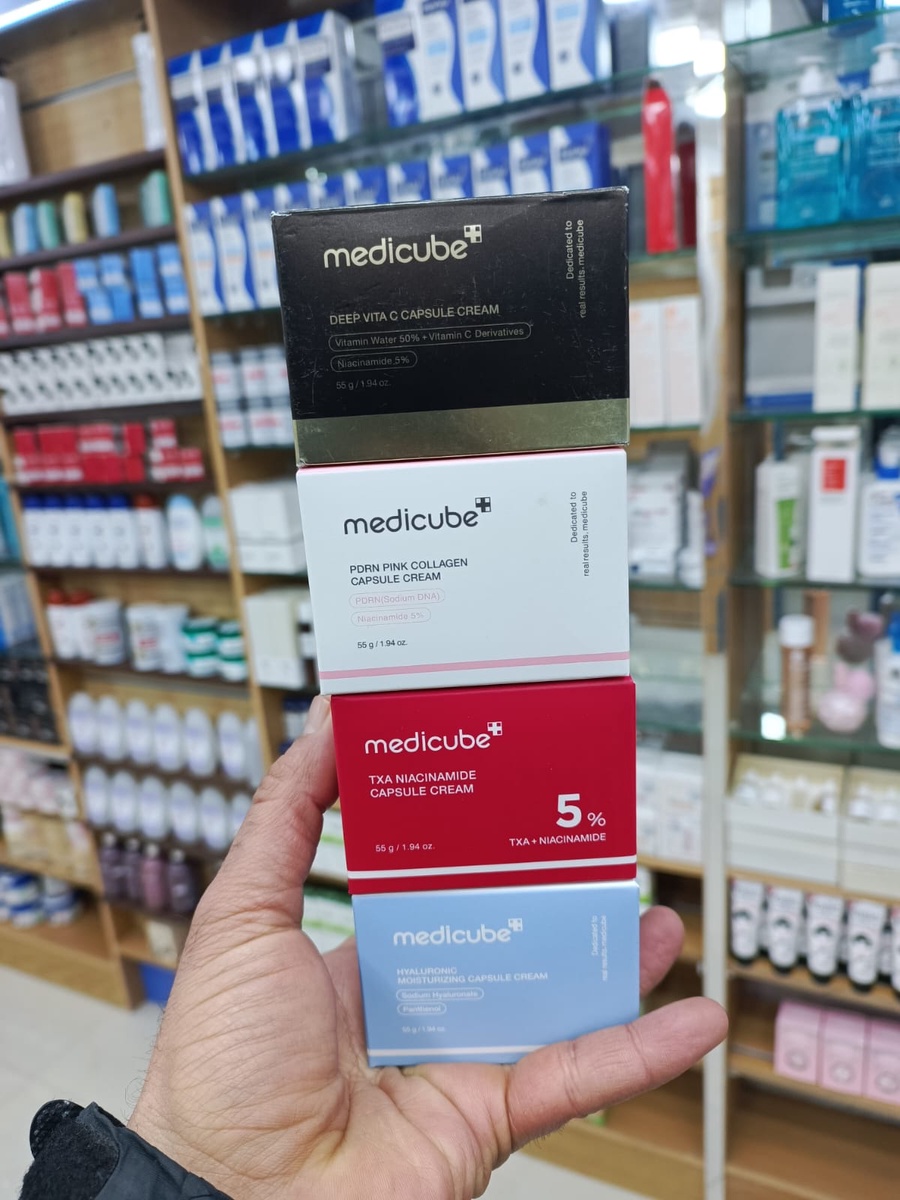 medicube
Dedicated to
real results. medicube
DEEP VITA C CAPSULE CREAM
Vitamin Water 50% + Vitamin C Derivatives
Niacinamide 5%
55 g / 1.94 oz.
medicube
Dedicated to
real results. medicube
PDRN PINK COLLAGEN
CAPSULE CREAM
PDRN(Sodium DNA)
Niacinamide 5%
55 g / 1.94 oz.
medicube
TXA NIACINAMIDE
CAPSULE CREAM
5%
TXA + NIACINAMIDE
55 g / 1.94 oz.
medicube
Dedicated to
real results. medicube
HYALURONIC
MOISTURIZING CAPSULE CREAM
Sodium Hyaluronate
Panthenol
55 g / 1.94 oz.